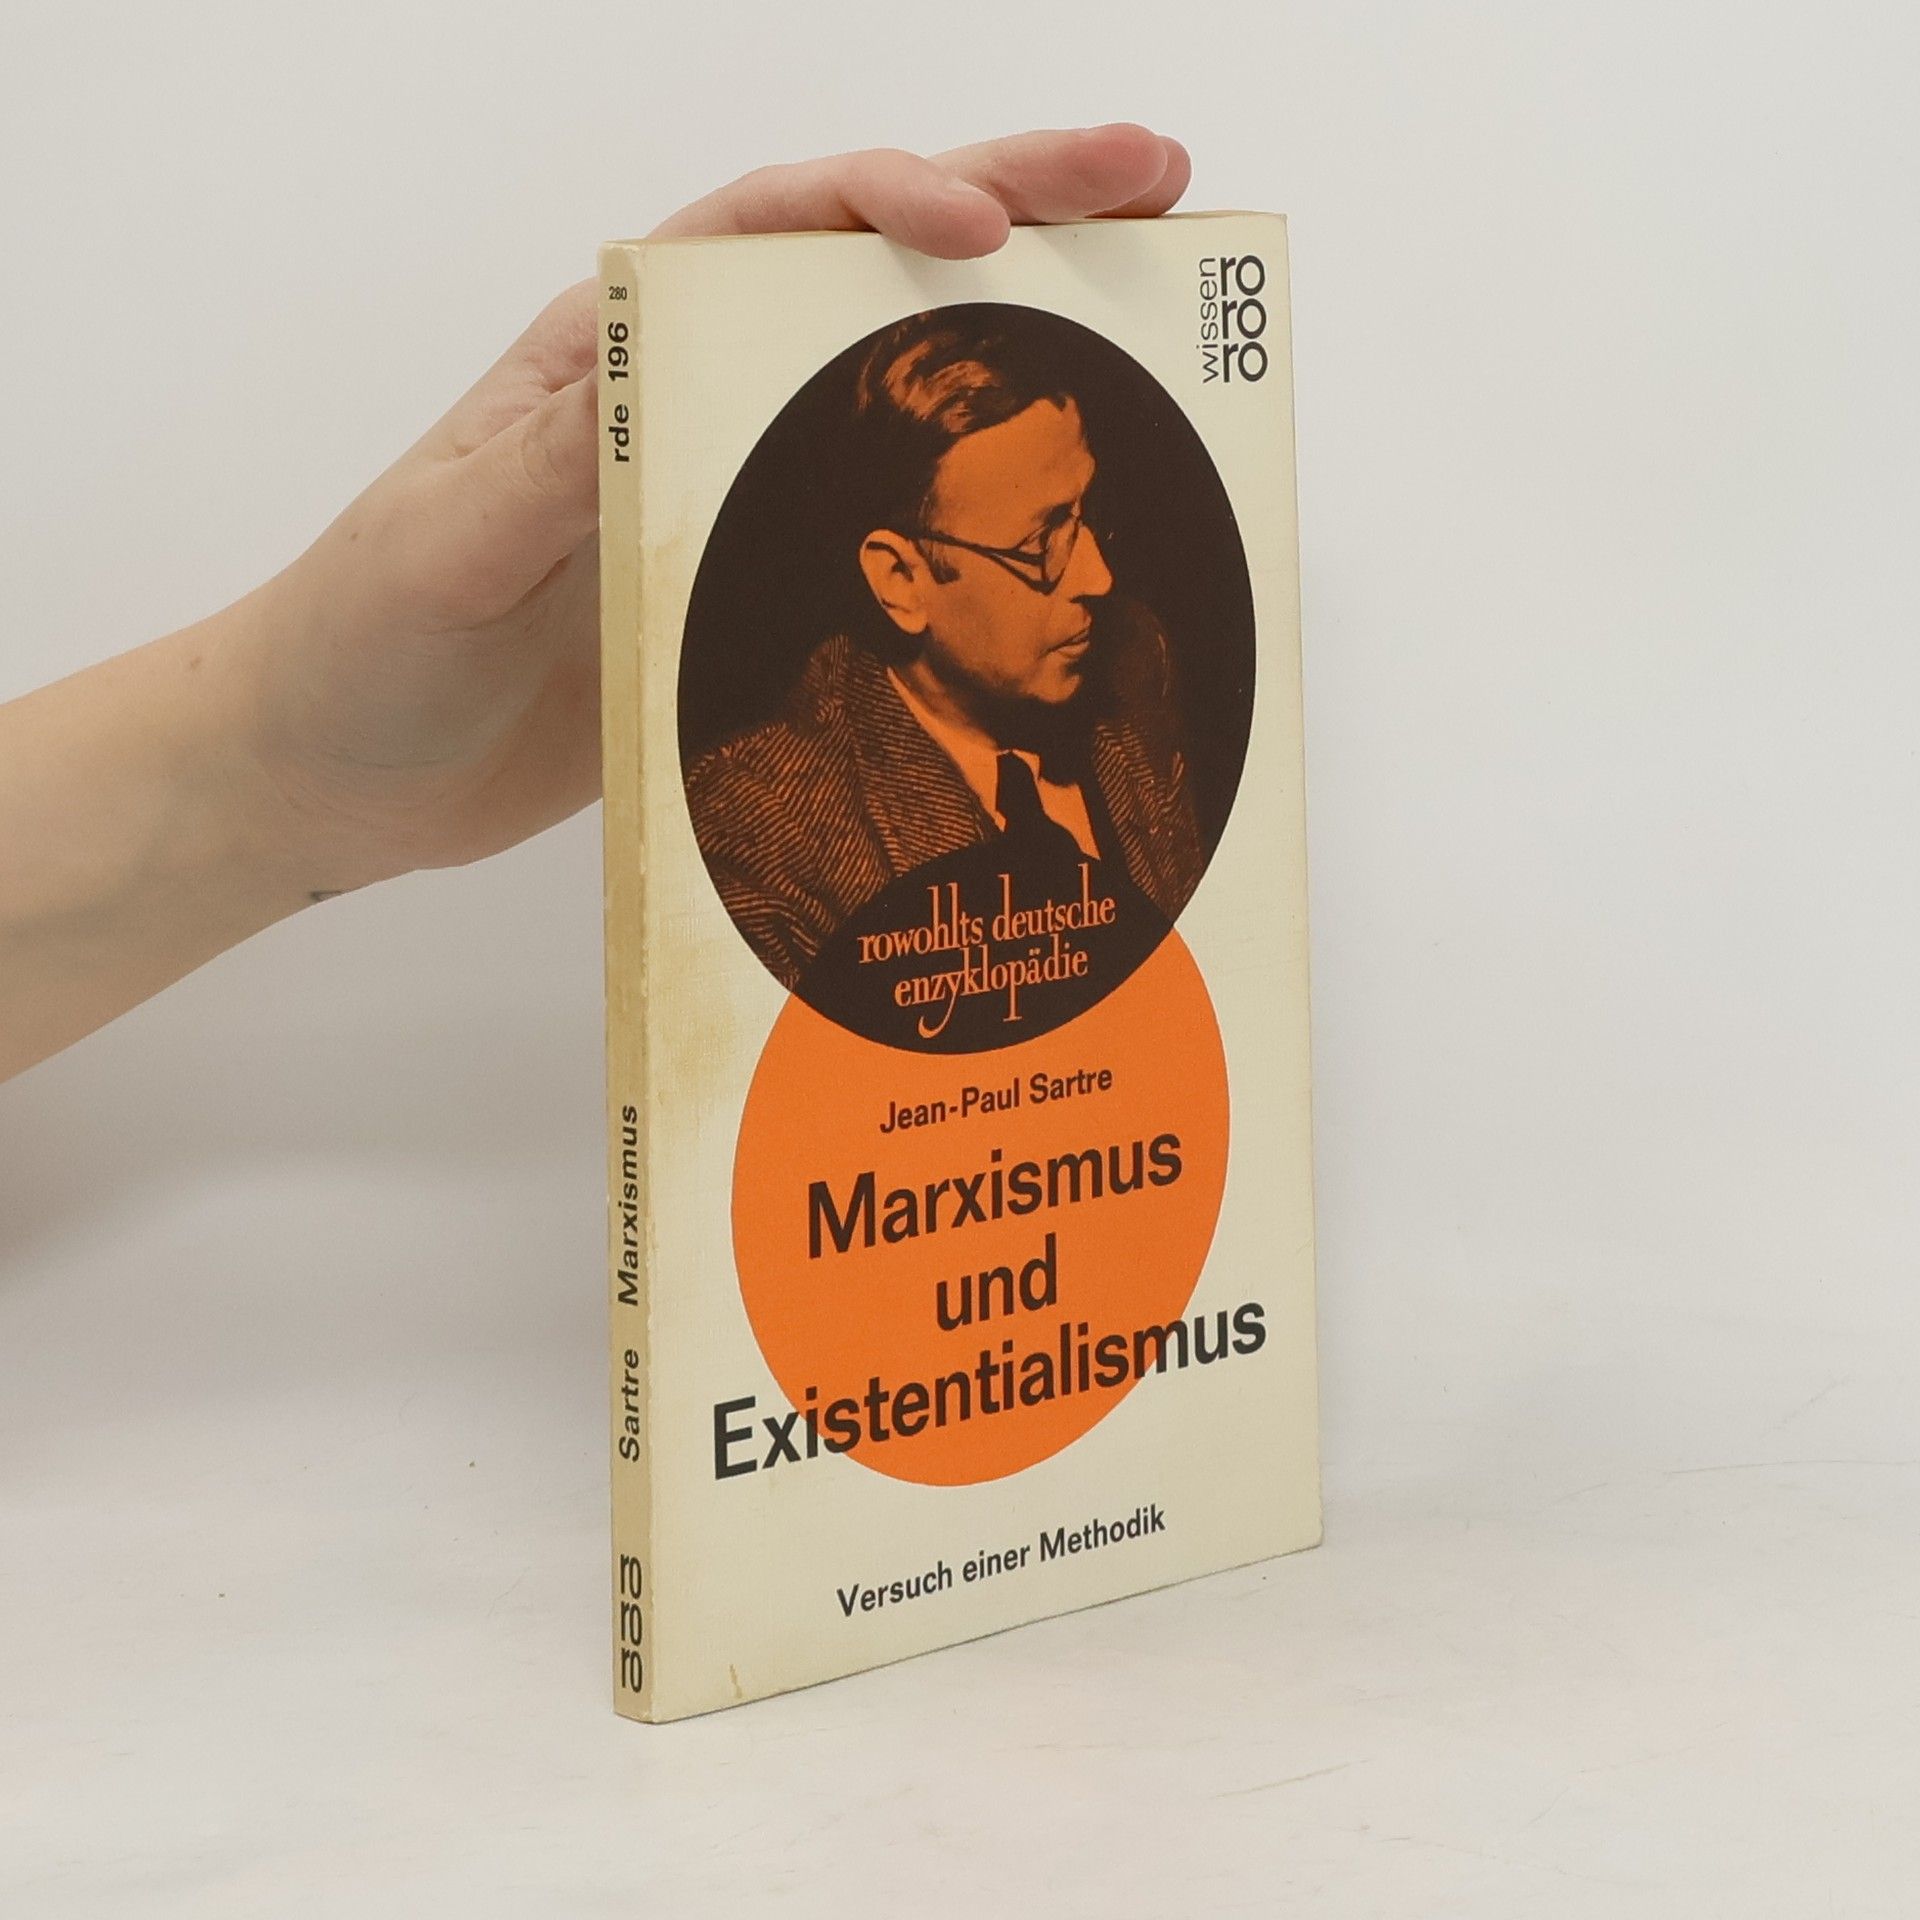 280
rde 196
Sartre Marxismus
ro
ro
ro
wissen
ro
ro
ro
rowohlts deutsche
enzyklopädie
Jean-Paul Sartre
Marxismus
und
Existentialismus
Versuch einer Methodik